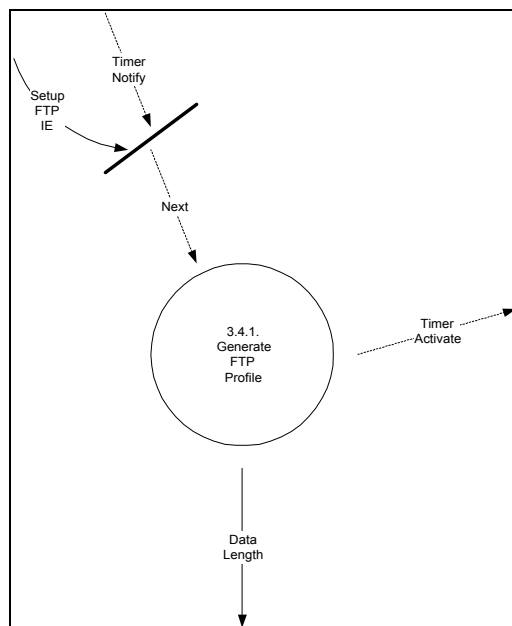 Timer
Notify
Setup
FTP
IE
Next
3.4.1.
Generate
FTP
Profile
Timer
Activate
Data
Length